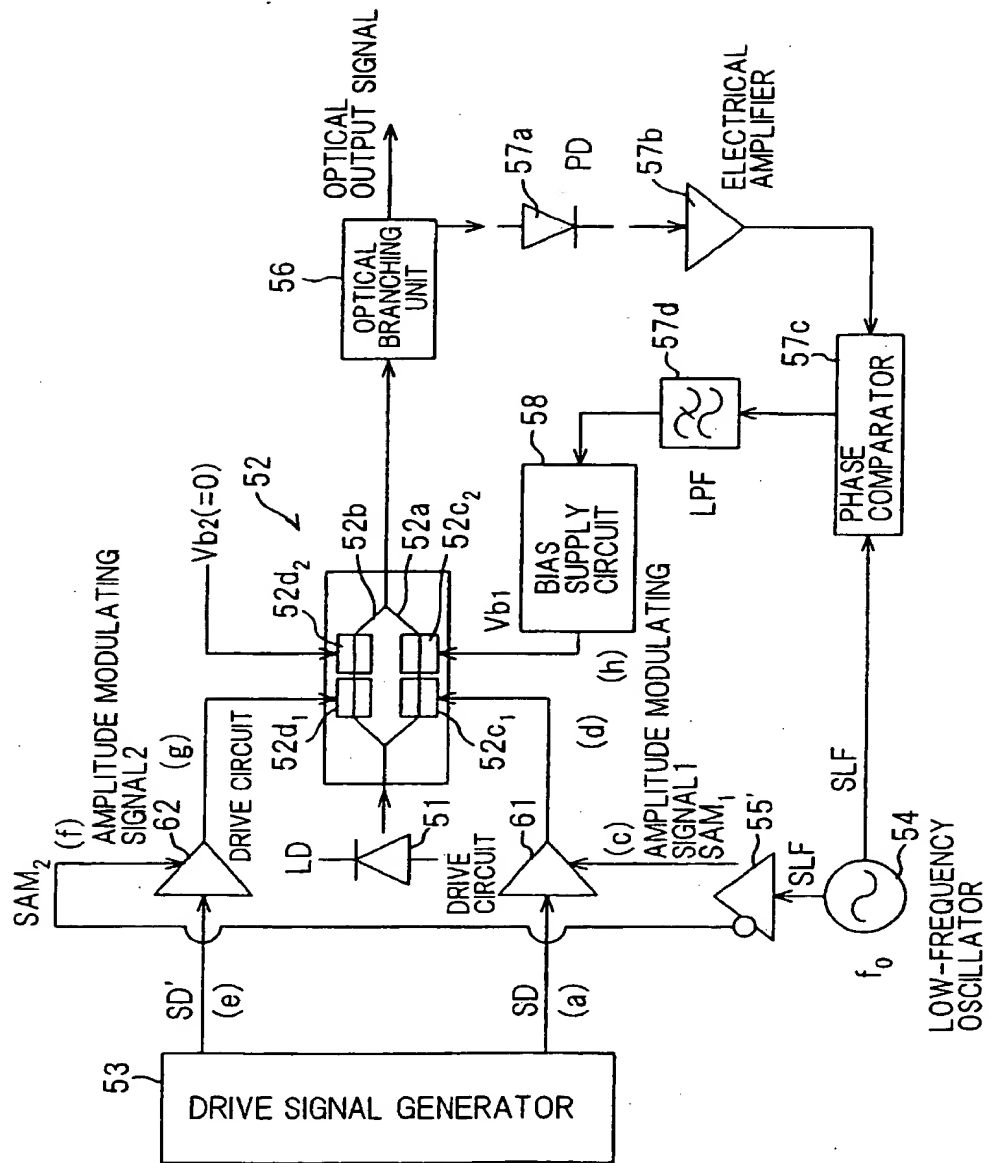 OPTICAL
OUTPUT SIGNAL
56
OPTICAL
BRANCHING
UNIT
57a
PD
57b
ELECTRICAL
AMPLIFIER
57d
LPF
57c
PHASE
COMPARATOR
58
BIAS
SUPPLY
CIRCUIT
Vb1
(h)
Vb2(=0)
52
52b
52a
52c2
52d2
52d1
52c1
AMPLITUDE MODULATING
SIGNAL2
(f)
(g)
SAM2
62
DRIVE CIRCUIT
LD
51
(d)
DRIVE
CIRCUIT
61
(c)
AMPLITUDE MODULATING
SIGNAL1
SAM1
55'
SLF
SLF
54
f0
LOW-FREQUENCY
OSCILLATOR
SD'
(e)
SD
(a)
53
DRIVE SIGNAL GENERATOR